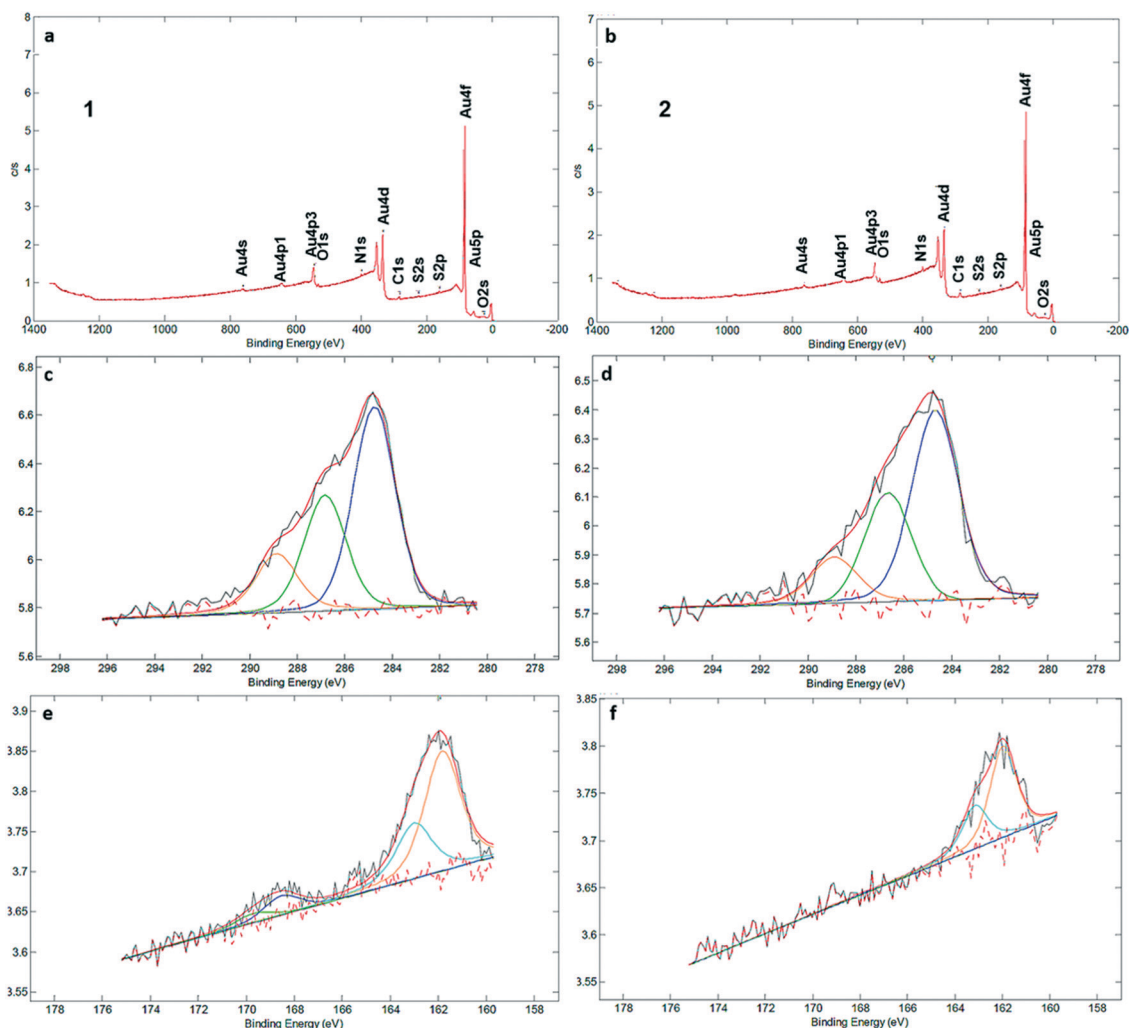 a
1
8
7
6
5
4
3
2
1
0
c/s
Au4s
Au4p1
Au4p3
O1s
N1s
Au4d
C1s
S2s
S2p
Au4f
Au5p
O2s
1400 1200 1000 800 600 400 200 0 -200
Binding Energy (eV)
b
2
7
6
5
4
3
2
1
0
Au4s
Au4p1
Au4p3
O1s
N1s
Au4d
C1s
S2s
S2p
Au4f
Au5p
O2s
1400 1200 1000 800 600 400 200 0 -200
Binding Energy (eV)
c
6.8
6.6
6.4
6.2
6
5.8
5.6
298 296 294 292 290 288 286 284 282 280 278
Binding Energy (eV)
d
6.5
6.4
6.3
6.2
6.1
6
5.9
5.8
5.7
5.6
298 296 294 292 290 288 286 284 282 280 278
Binding Energy (eV)
e
3.9
3.85
3.8
3.75
3.7
3.65
3.6
3.55
178 176 174 172 170 168 166 164 162 160 158
Binding Energy (eV)
f
3.85
3.8
3.75
3.7
3.65
3.6
3.55
178 176 174 172 170 168 166 164 162 160 158
Binding Energy (eV)